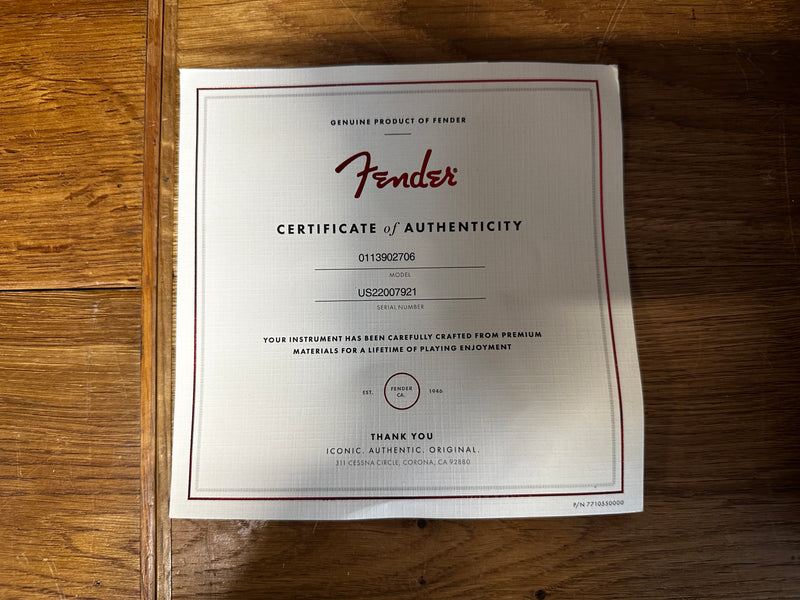 GENUINE PRODUCT OF FENDER
Fender
CERTIFICATE of AUTHENTICITY
0113902706
MODEL
US22007921
SERIAL NUMBER
YOUR INSTRUMENT HAS BEEN CAREFULLY CRAFTED FROM PREMIUM
MATERIALS FOR A LIFETIME OF PLAYING ENJOYMENT
EST. FENDER CA. 1946
THANK YOU
ICONIC. AUTHENTIC. ORIGINAL.
311 CESSNA CIRCLE, CORONA, CA 92880
P/N 7710550000